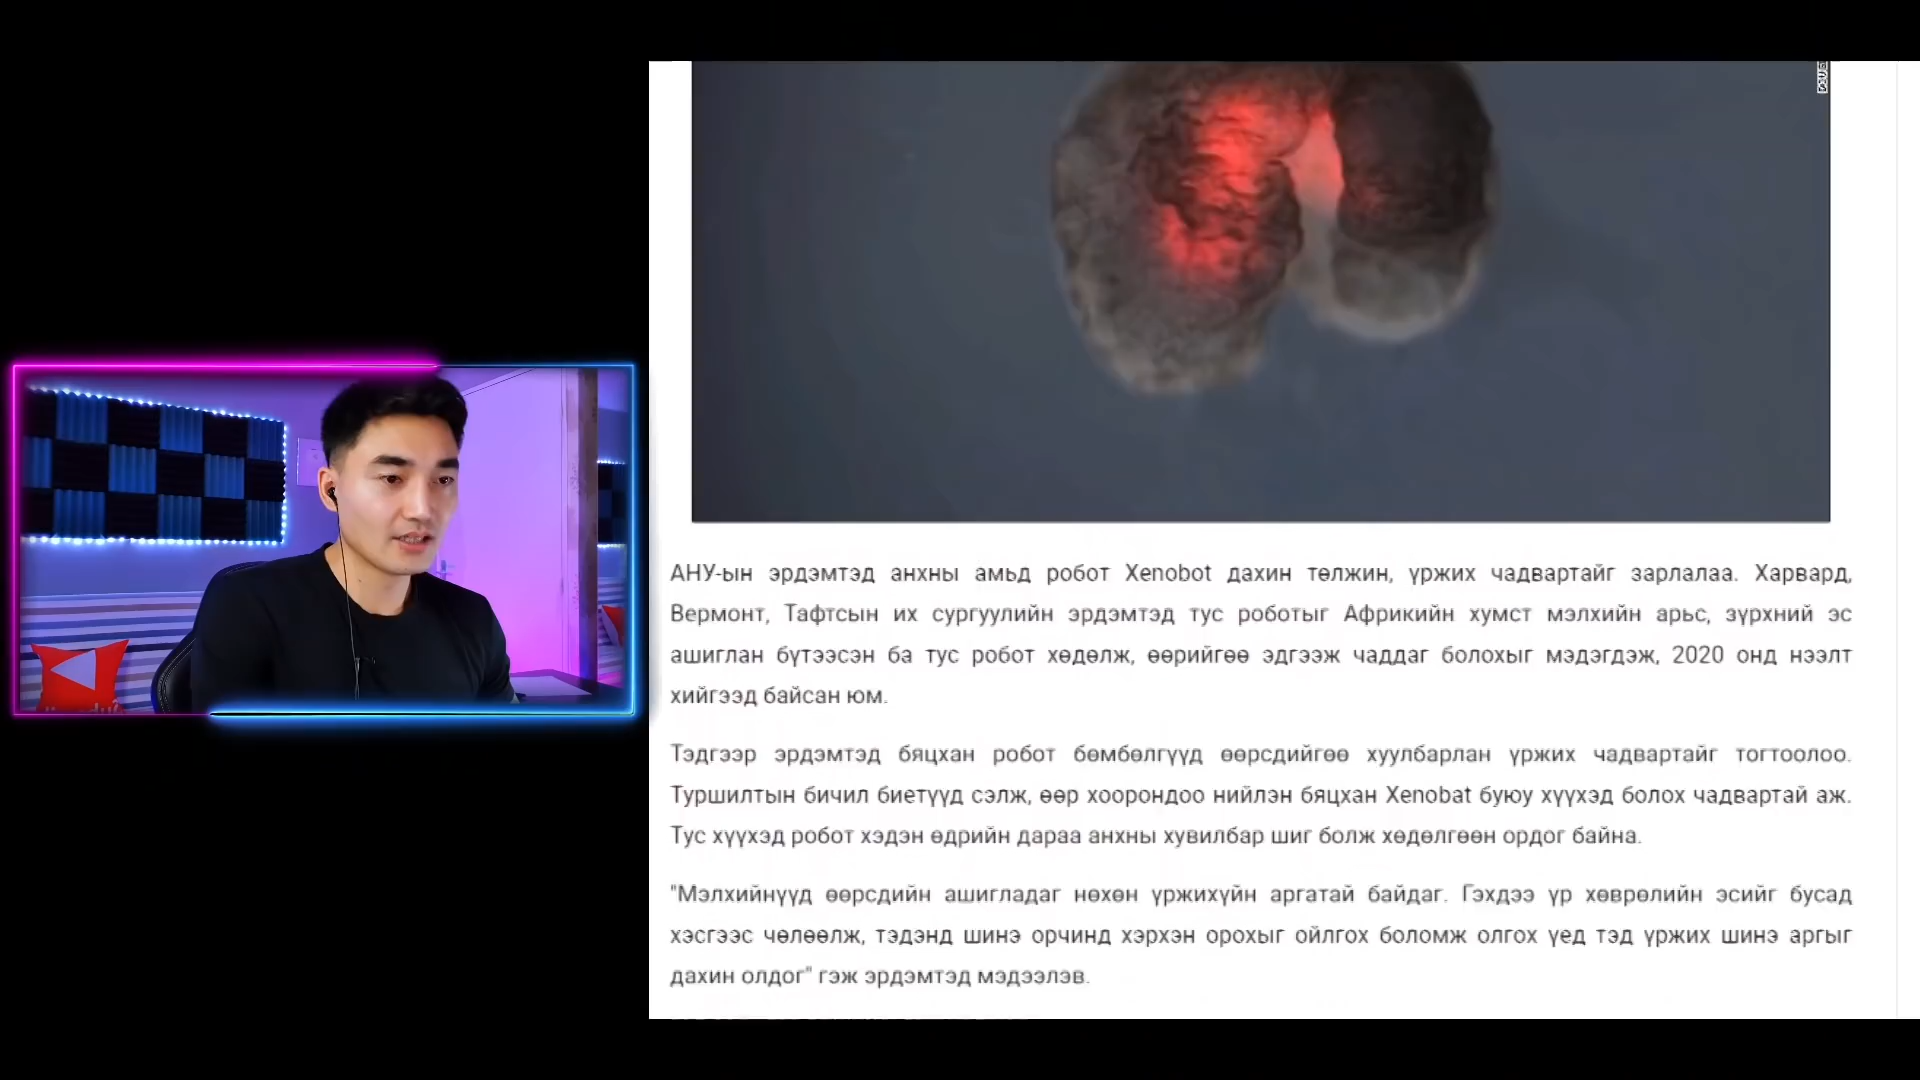 АНУ-ын эрдэмтэд анхны амьд робот Xenobot дахин төлжин, үржих чадвартайг зарлалаа. Харвард,
Вермонт, Тафтсын их сургуулийн эрдэмтэд тус роботыг Африкийн хумст мэлхийн арьс, зүрхний эс
ашиглан бүтээсэн ба тус робот хөдөлж, өөрийгөө эдгээж чаддаг болохыг мэдэгдэж, 2020 онд нээлт
хийгээд байсан юм.
Тэдгээр эрдэмтэд бяцхан робот бөмбөлгүүд өөрсдийгөө хуулбарлан үржих чадвартайг тогтоолоо.
Туршилтын бичил биетүүд сэлж, өөр хоорондоо нийлэн бяцхан Xenobat буюу хүүхэд болох чадвартай аж.
Тус хүүхэд робот хэдэн өдрийн дараа анхны хувилбар шиг болж хөдөлгөөн ордог байна.
"Мэлхийнүүд өөрсдийн ашигладаг нөхөн үржихүйн аргатай байдаг. Гэхдээ үр хөврөлийн эсийг бусад
хэсгээс чөлөөлж, тэдэнд шинэ орчинд хэрхэн орохыг ойлгох боломж олгох үед тэд үржих шинэ аргыг
дахин олдог" гэж эрдэмтэд мэдээлэв.